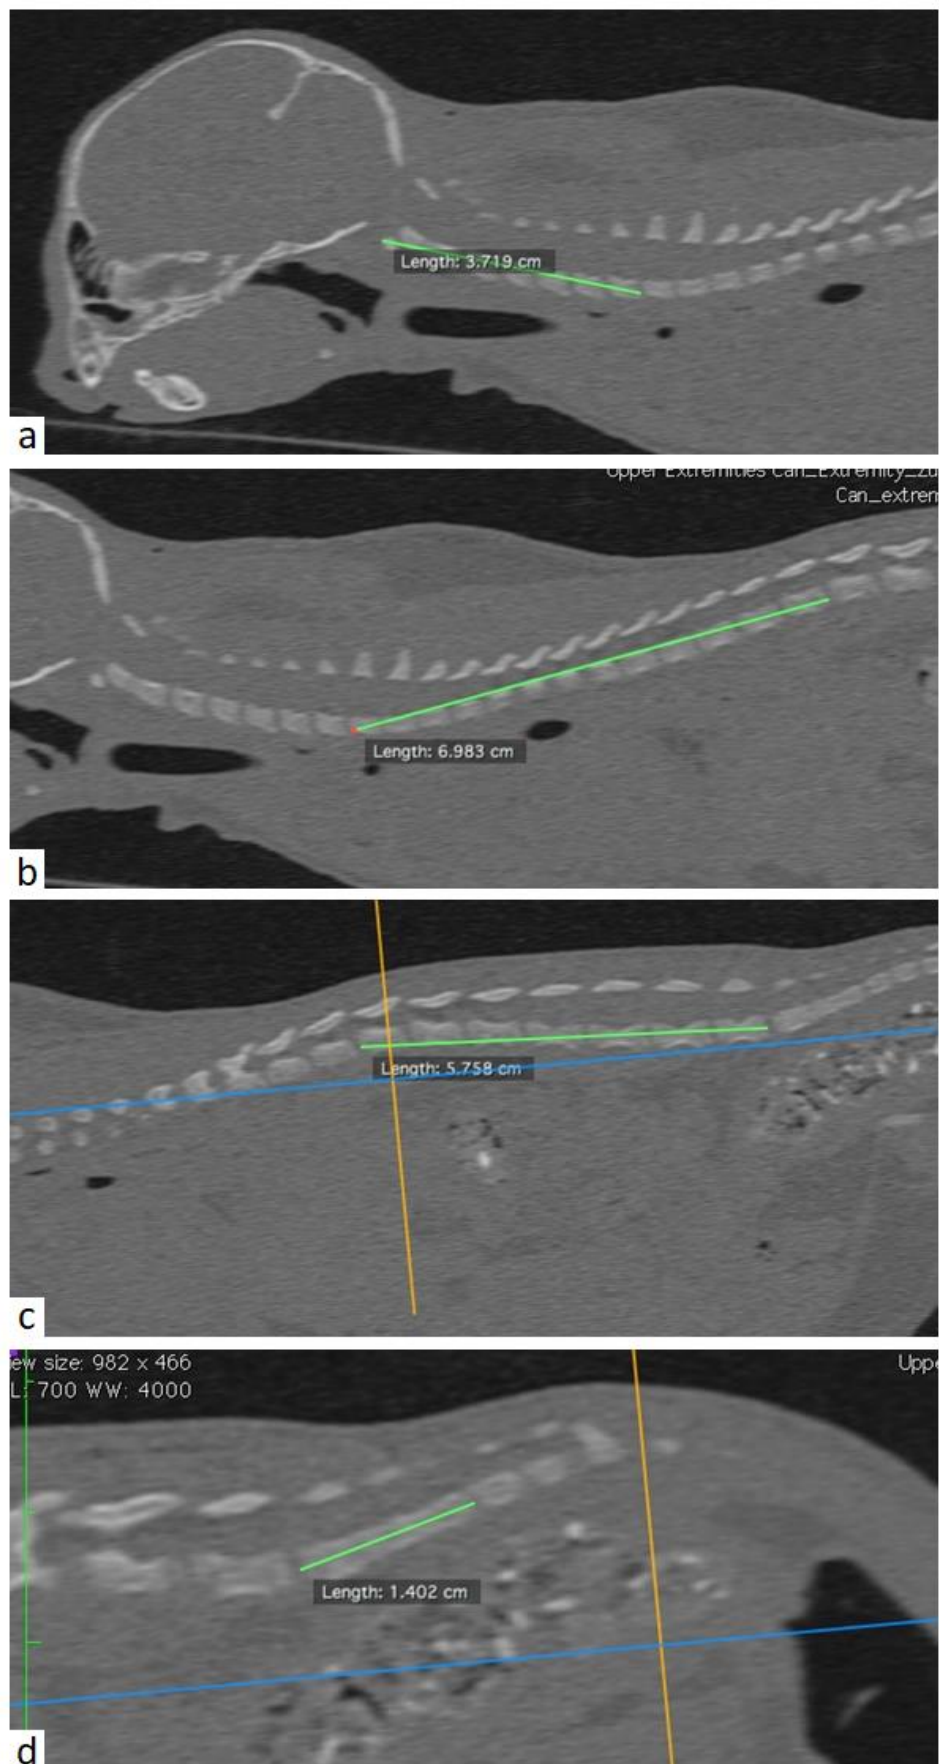 Length: 3.719 cm
a
Upper Extremities Can_Extremity_Zu
Can_extrem
Length: 6.983 cm
b
Length: 5.758 cm
c
ew size: 982 x 466
Uppe
L: 700 WW: 4000
Length: 1.402 cm
d